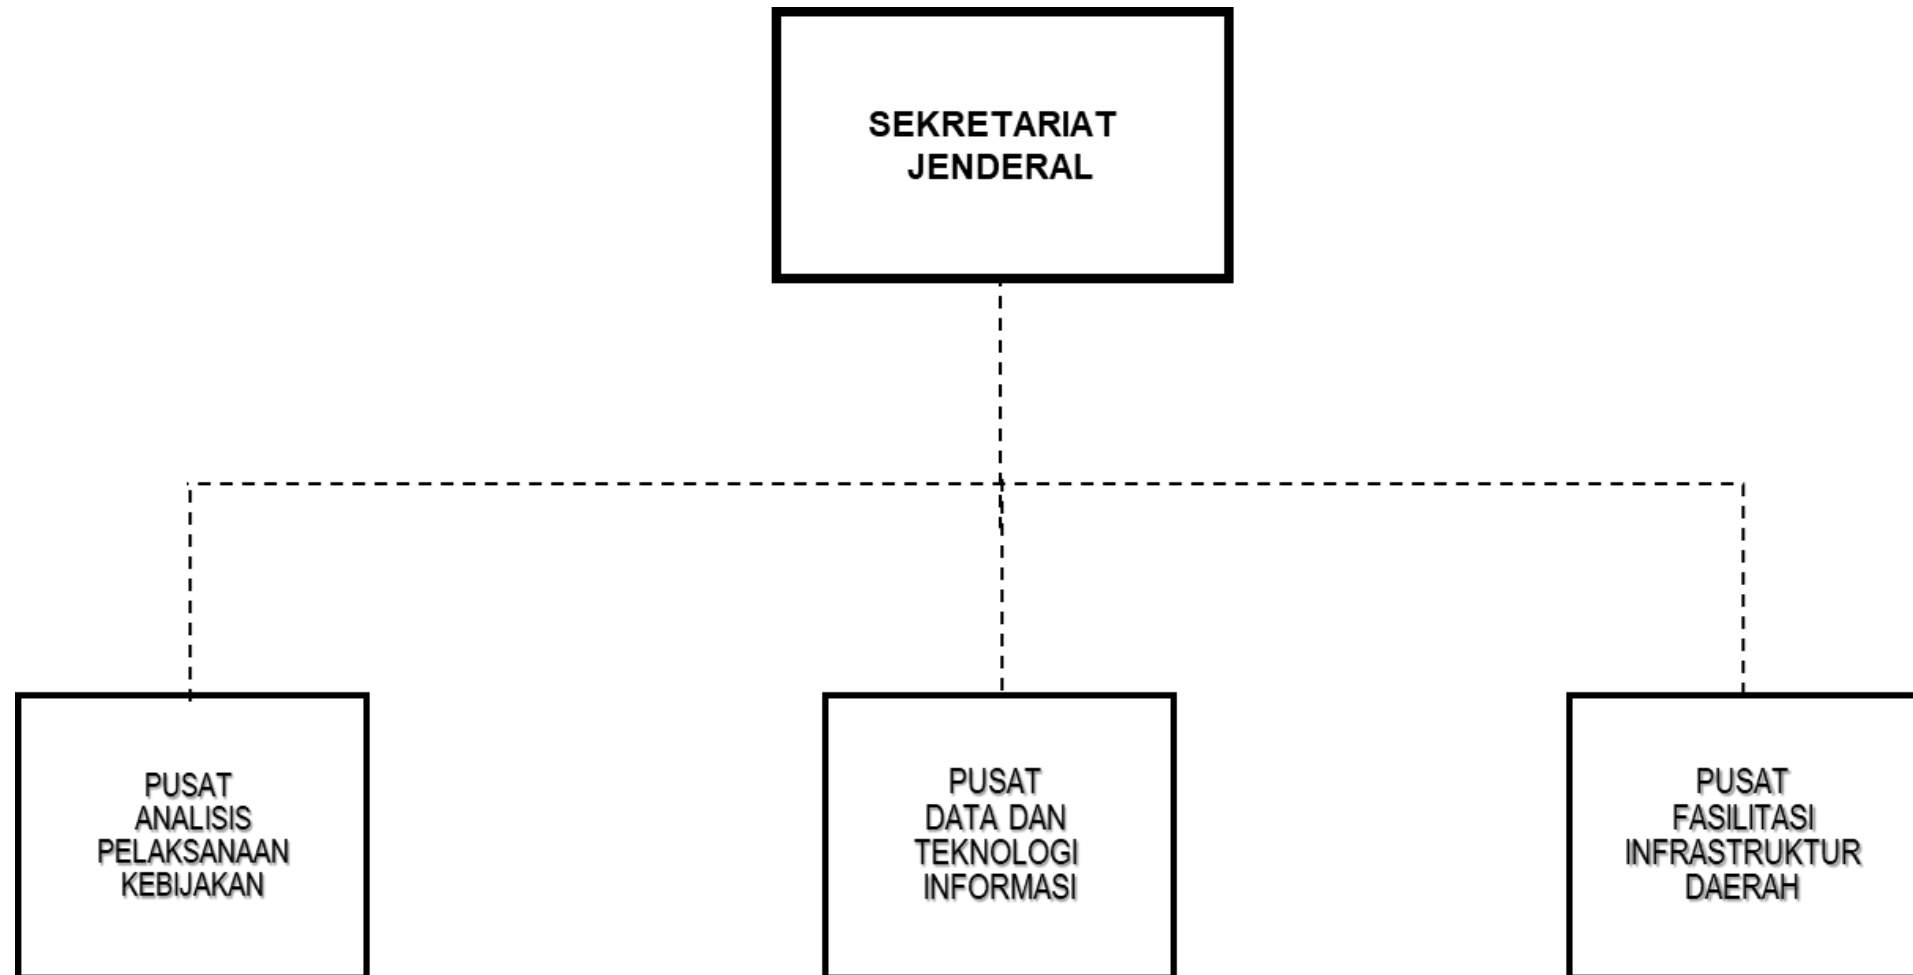 SEKRETARIAT
JENDERAL
PUSAT
ANALISIS
PELAKSANAAN
KEBIJAKAN
PUSAT
DATA DAN
TEKNOLOGI
INFORMASI
PUSAT
FASILITASI
INFRASTRUKTUR
DAERAH